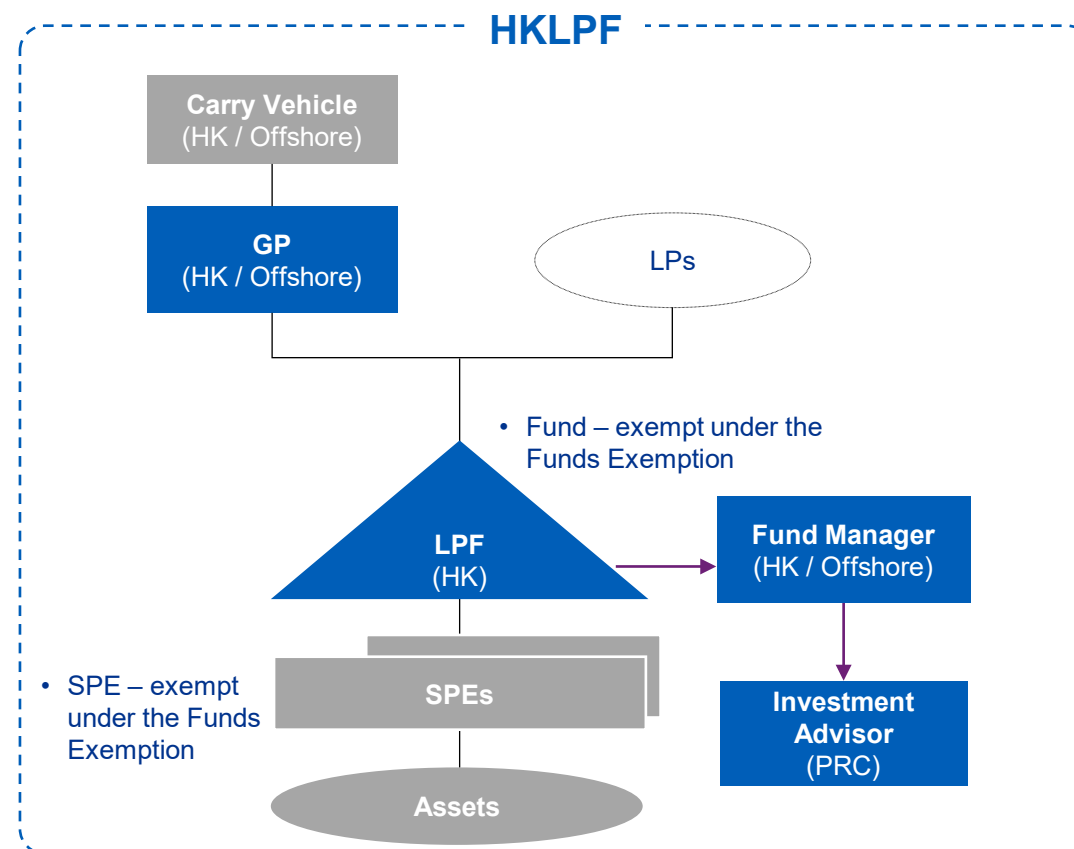 HKLPF
Carry Vehicle
(HK / Offshore)
GP
(HK / Offshore)
LPs
• Fund – exempt under the
Funds Exemption
LPF
(HK)
Fund Manager
(HK / Offshore)
• SPE – exempt
under the Funds
Exemption
SPEs
Investment
Advisor
(PRC)
Assets